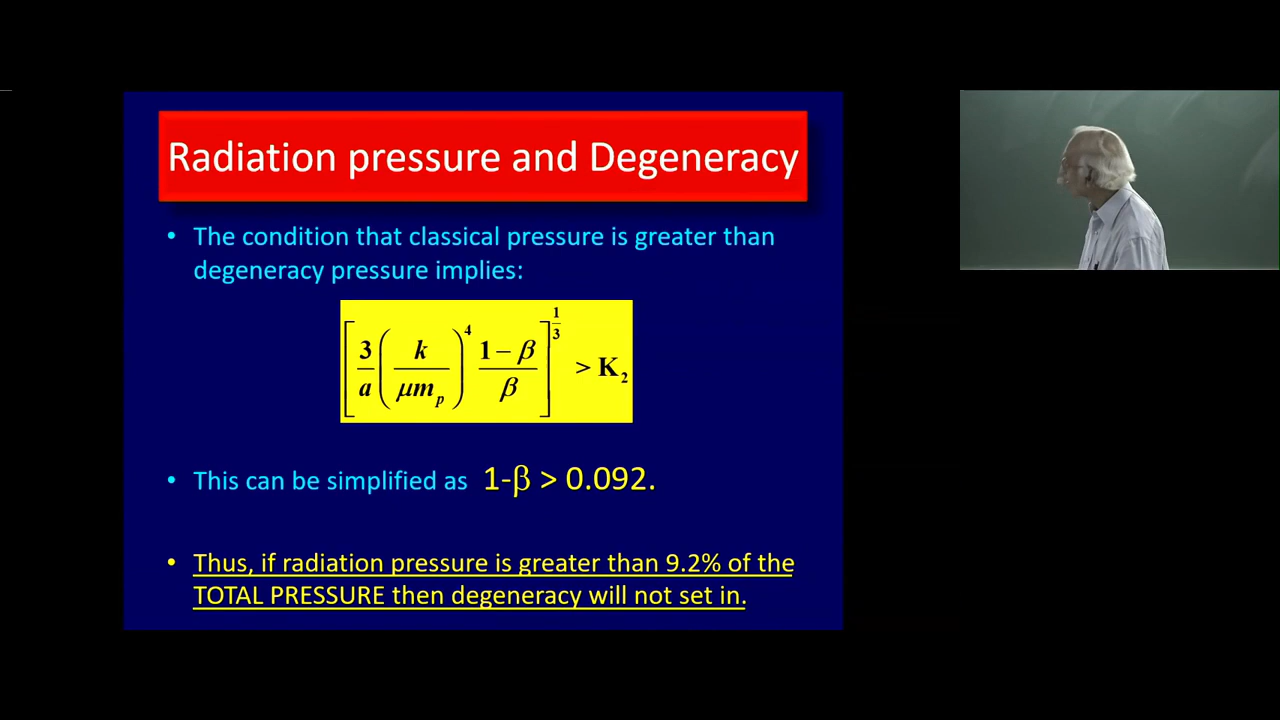 Radiation pressure and Degeneracy
• The condition that classical pressure is greater than
degeneracy pressure implies:
[3/a (k/μm_p)^4 1−β/β]^1/3 > K_2
• This can be simplified as 1-β > 0.092.
• Thus, if radiation pressure is greater than 9.2% of the
TOTAL PRESSURE then degeneracy will not set in.